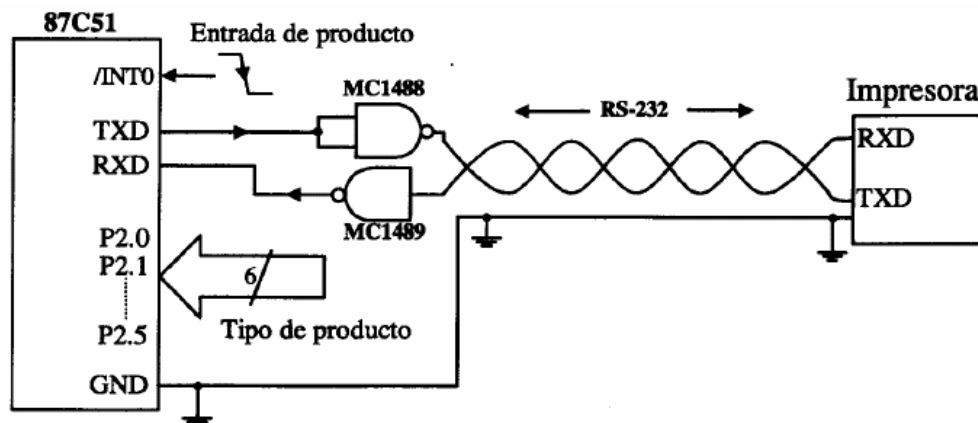 87C51
Entrada de producto
/INT0
MC1488
RS-232
Impresora
TXD
RXD
RXD
TXD
MC1489
P2.0
P2.1
6
P2.5
Tipo de producto
GND